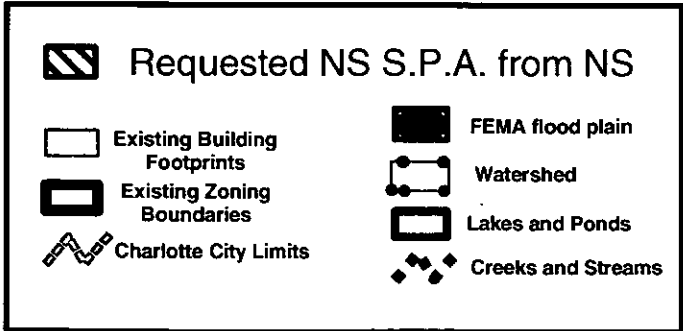 Requested NS S.P.A. from NS
Existing Building
Footprints
Existing Zoning
Boundaries
Charlotte City Limits
FEMA flood plain
Watershed
Lakes and Ponds
Creeks and Streams